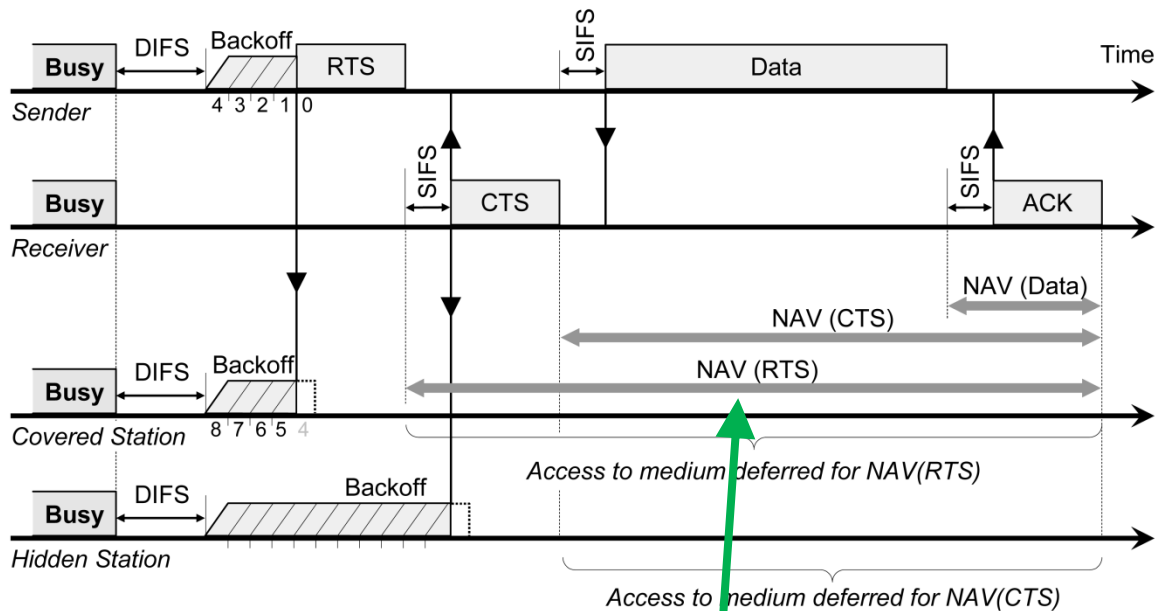 DIFS Backoff SIFS Time
Busy RTS Data
4 3 2 1 0
Sender
SIFS SIFS
Busy CTS ACK
Receiver
NAV (Data)
NAV (CTS)
DIFS Backoff NAV (RTS)
Busy
8 7 6 5 4
Covered Station
Access to medium deferred for NAV(RTS)
DIFS Backoff
Busy
Hidden Station
Access to medium deferred for NAV(CTS)